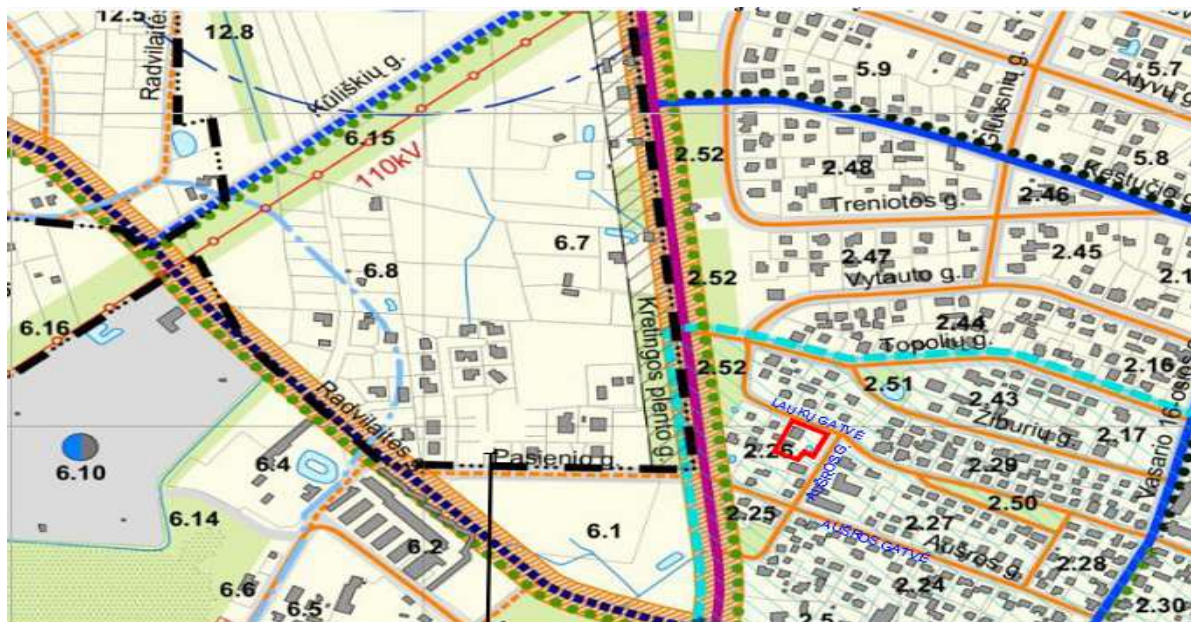 12.5
12.8
Radvilaitės
Kūliškių g.
6.15
110kV
5.9
5.7
Alyvų g.
Gluosnių g.
2.52
2.48
5.8
Kęstučio g.
2.46
Treniotos g.
6.7
2.47
2.45
2.1
Vytauto g.
6.8
2.52
6.16
Kretingos plento g.
2.44
Topolių g.
2.16
2.52
2.51
2.43
Žiburių g.
2.17
Vasario 16-osios g.
LAUKŲ GATVĖ
Radvilaitės g.
2.26
AUŠROS G.
6.10
6.4
Pasienio g.
2.29
2.50
6.14
6.1
2.25
2.27
AUŠROS GATVĖ
Aušros g.
6.2
2.28
6.6
6.5
2.24
2.5
2.30